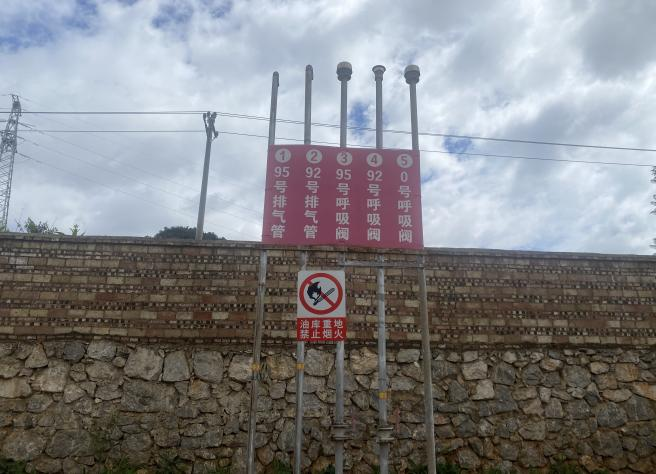 ① 95号排气管
② 92号排气管
③ 95号呼吸阀
④ 92号呼吸阀
⑤ 0号呼吸阀
油库重地
禁止烟火